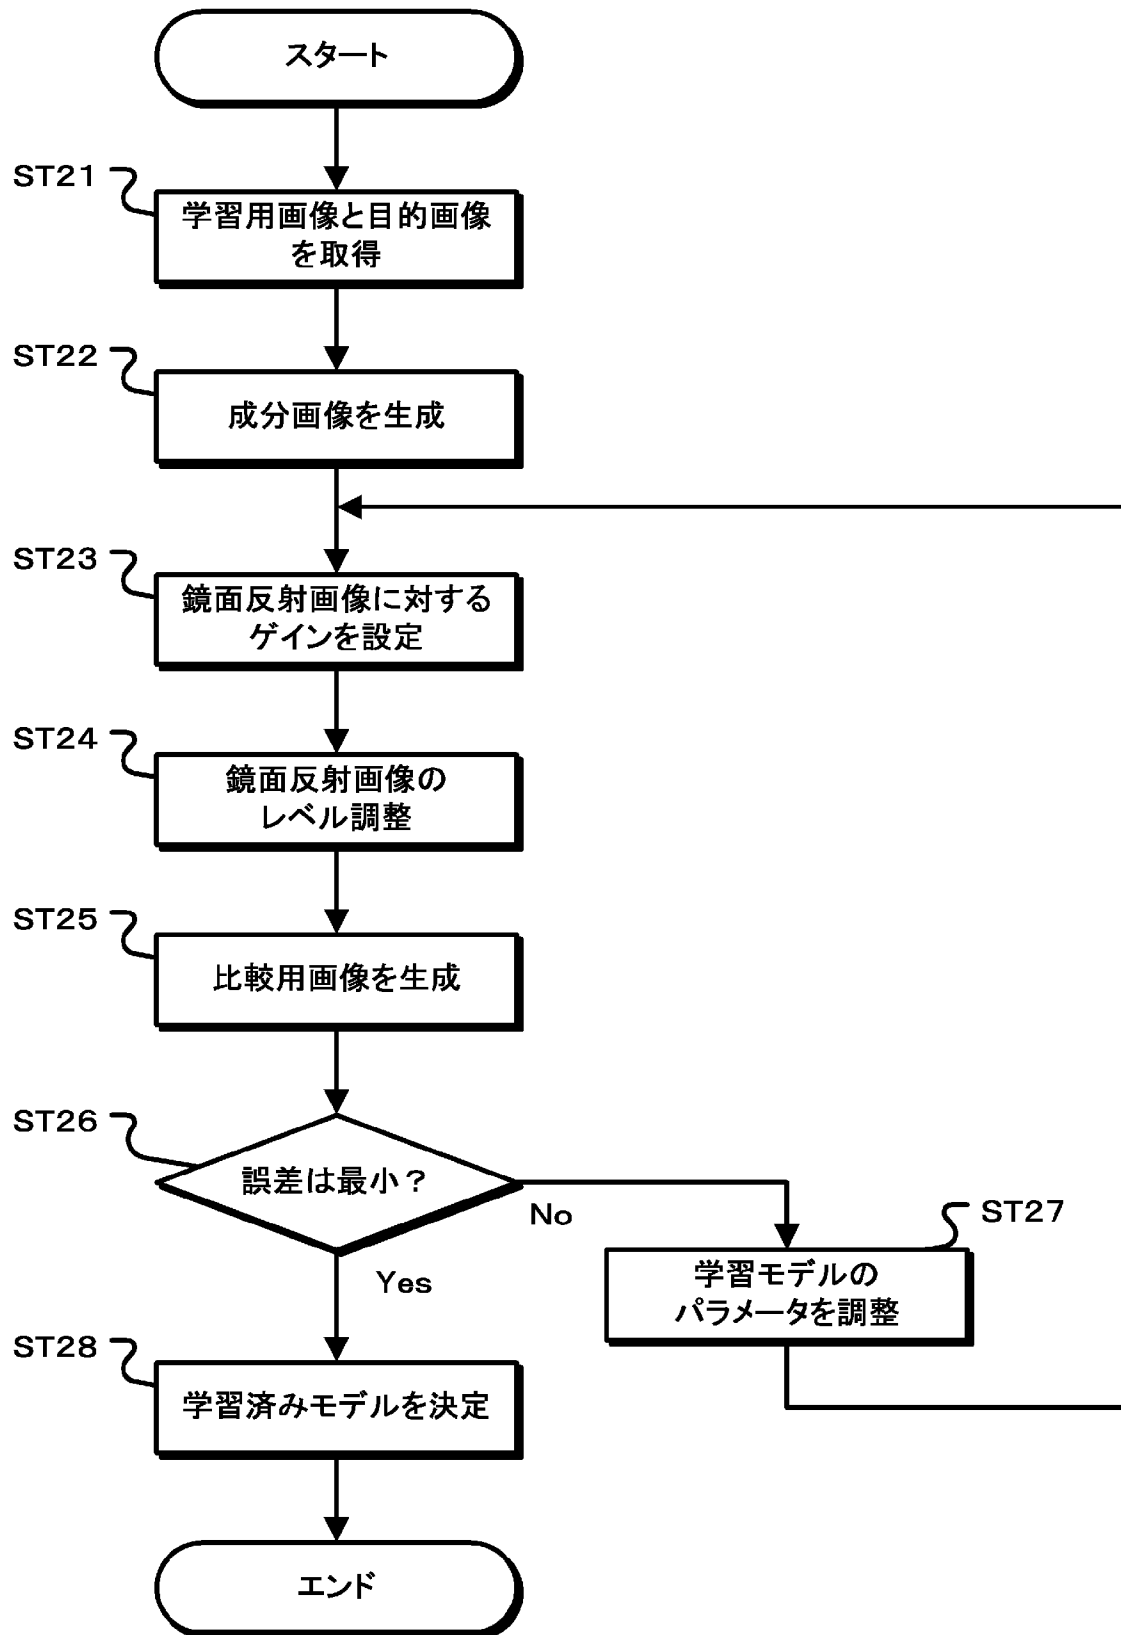 スタート
ST21
学習用画像と目的画像
を取得
ST22
成分画像を生成
ST23
鏡面反射画像に対する
ゲインを設定
ST24
鏡面反射画像の
レベル調整
ST25
比較用画像を生成
ST26
誤差は最小？
No
Yes
ST27
学習モデルの
パラメータを調整
ST28
学習済みモデルを決定
エンド